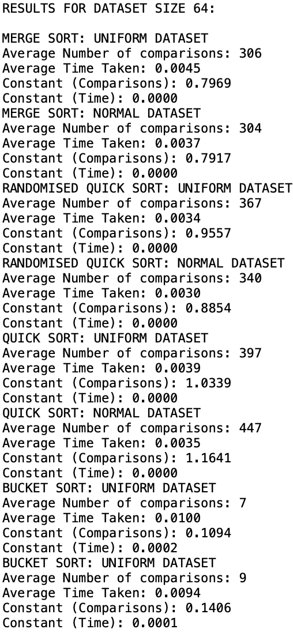 RESULTS FOR DATASET SIZE 64:
MERGE SORT: UNIFORM DATASET
Average Number of comparisons: 306
Average Time Taken: 0.0045
Constant (Comparisons): 0.7969
Constant (Time): 0.0000
MERGE SORT: NORMAL DATASET
Average Number of comparisons: 304
Average Time Taken: 0.0037
Constant (Comparisons): 0.7917
Constant (Time): 0.0000
RANDOMISED QUICK SORT: UNIFORM DATASET
Average Number of comparisons: 367
Average Time Taken: 0.0034
Constant (Comparisons): 0.9557
Constant (Time): 0.0000
RANDOMISED QUICK SORT: NORMAL DATASET
Average Number of comparisons: 340
Average Time Taken: 0.0030
Constant (Comparisons): 0.8854
Constant (Time): 0.0000
QUICK SORT: UNIFORM DATASET
Average Number of comparisons: 397
Average Time Taken: 0.0039
Constant (Comparisons): 1.0339
Constant (Time): 0.0000
QUICK SORT: NORMAL DATASET
Average Number of comparisons: 447
Average Time Taken: 0.0035
Constant (Comparisons): 1.1641
Constant (Time): 0.0000
BUCKET SORT: UNIFORM DATASET
Average Number of comparisons: 7
Average Time Taken: 0.0100
Constant (Comparisons): 0.1094
Constant (Time): 0.0002
BUCKET SORT: UNIFORM DATASET
Average Number of comparisons: 9
Average Time Taken: 0.0094
Constant (Comparisons): 0.1406
Constant (Time): 0.0001